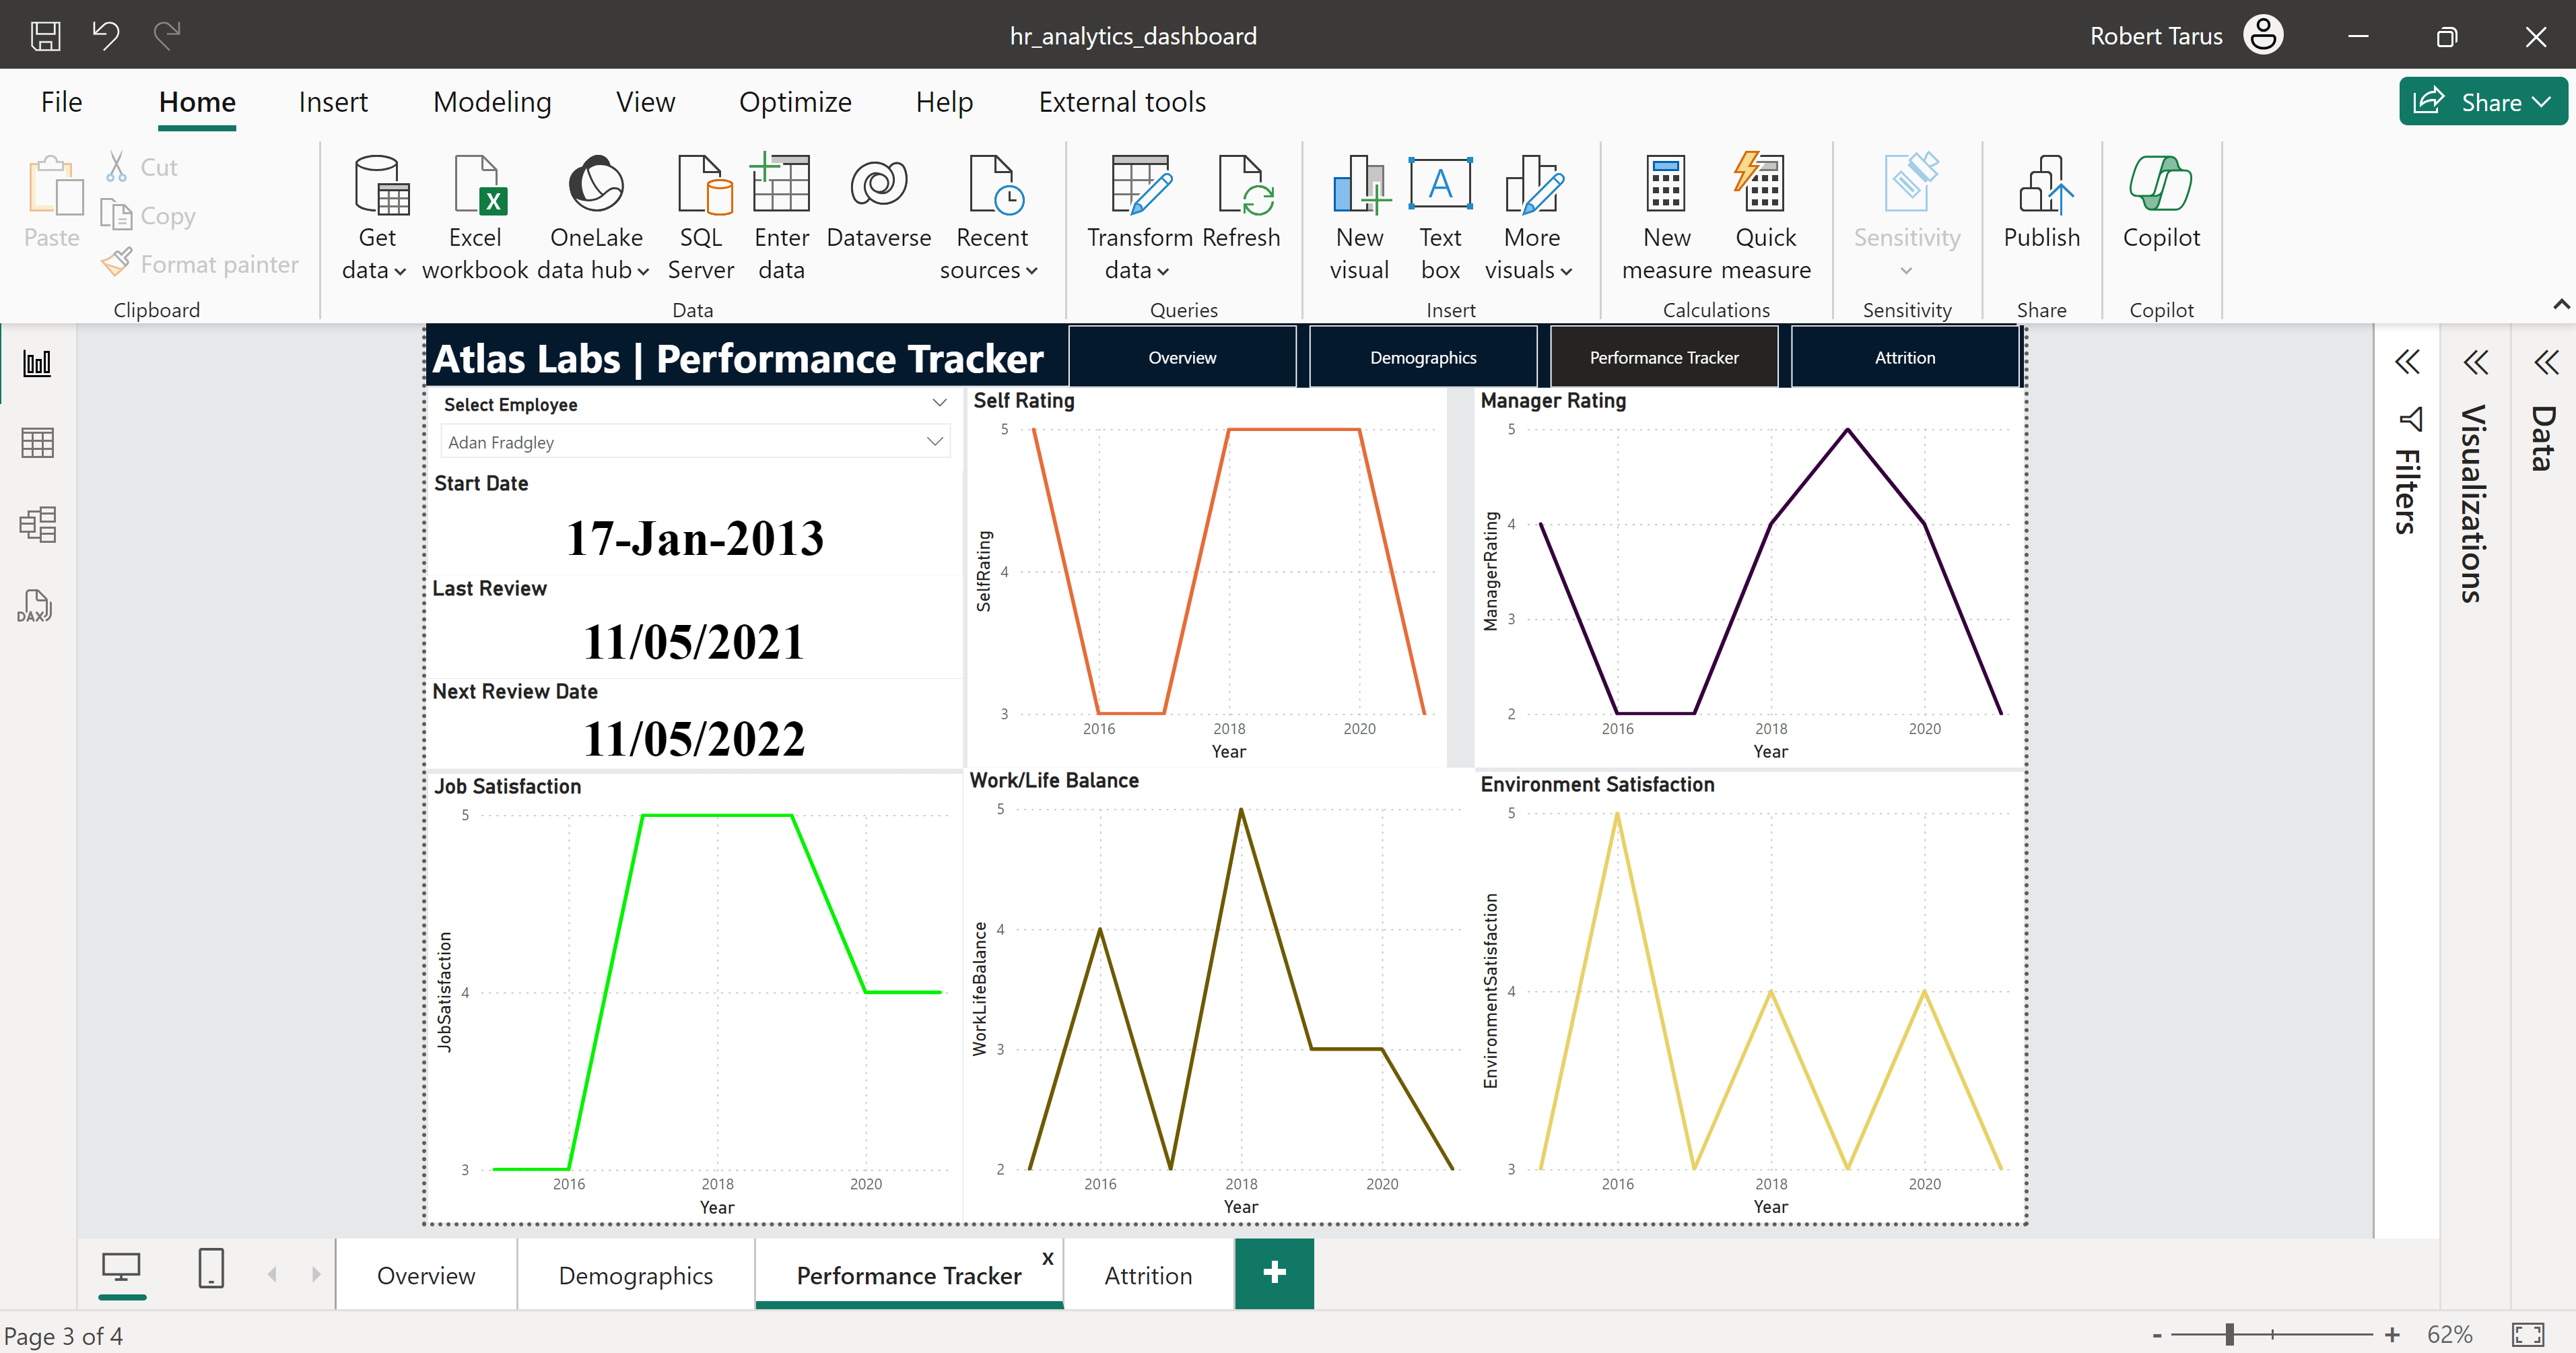 hr_analytics_dashboard
Robert Tarus
File
Home
Insert
Modeling
View
Optimize
Help
External tools
Share
Paste
Cut
Copy
Format painter
Clipboard
Get
data
Excel
workbook
OneLake
data hub
SQL
Server
Enter
data
Dataverse
Recent
sources
Data
Transform
data
Refresh
Queries
New
visual
Text
box
More
visuals
Insert
New
measure
Quick
measure
Calculations
Sensitivity
Sensitivity
Publish
Share
Copilot
Copilot
DAX
Atlas Labs | Performance Tracker
Overview
Demographics
Performance Tracker
Attrition
Select Employee
Adan Fradgley
Start Date
17-Jan-2013
Last Review
11/05/2021
Next Review Date
11/05/2022
Self Rating
SelfRating
5
4
3
2016
2018
2020
Year
Manager Rating
ManagerRating
5
4
3
2
2016
2018
2020
Year
Job Satisfaction
JobSatisfaction
5
4
3
2016
2018
2020
Year
Work/Life Balance
WorkLifeBalance
5
4
3
2
2016
2018
2020
Year
Environment Satisfaction
EnvironmentSatisfaction
5
4
3
2016
2018
2020
Year
Filters
Visualizations
Data
Overview
Demographics
Performance Tracker
X
Attrition
Page 3 of 4
-
+
62%